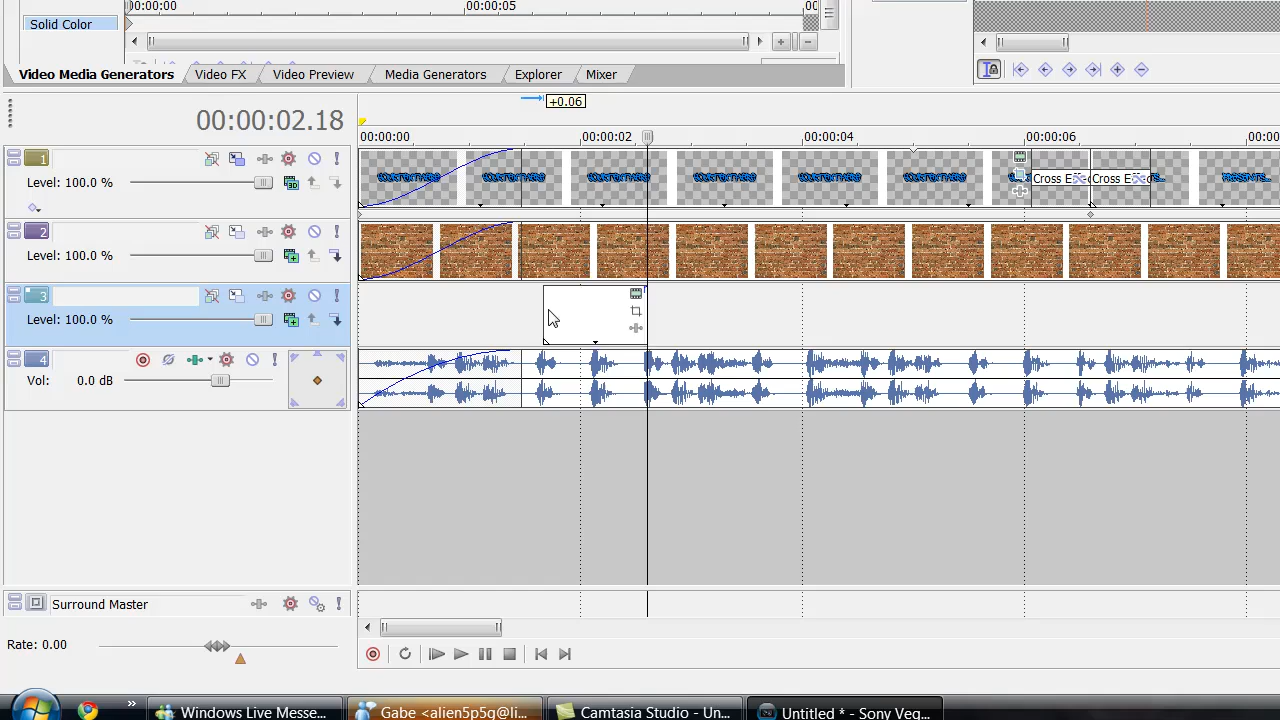 00:00:00
00:00:05
Solid Color
Video Media Generators
Video FX
Video Preview
Media Generators
Explorer
Mixer
+0.06
00:00:02.18
00:00:00
00:00:02
00:00:04
00:00:06
1
Level: 100.0 %
Cross E
Cross E
2
Level: 100.0 %
3
Level: 100.0 %
4
Vol:
0.0 dB
Surround Master
Rate: 0.00
Windows Live Messe...
Gabe <alien5p5g@li...
Camtasia Studio - Un...
Untitled * - Sony Veg...